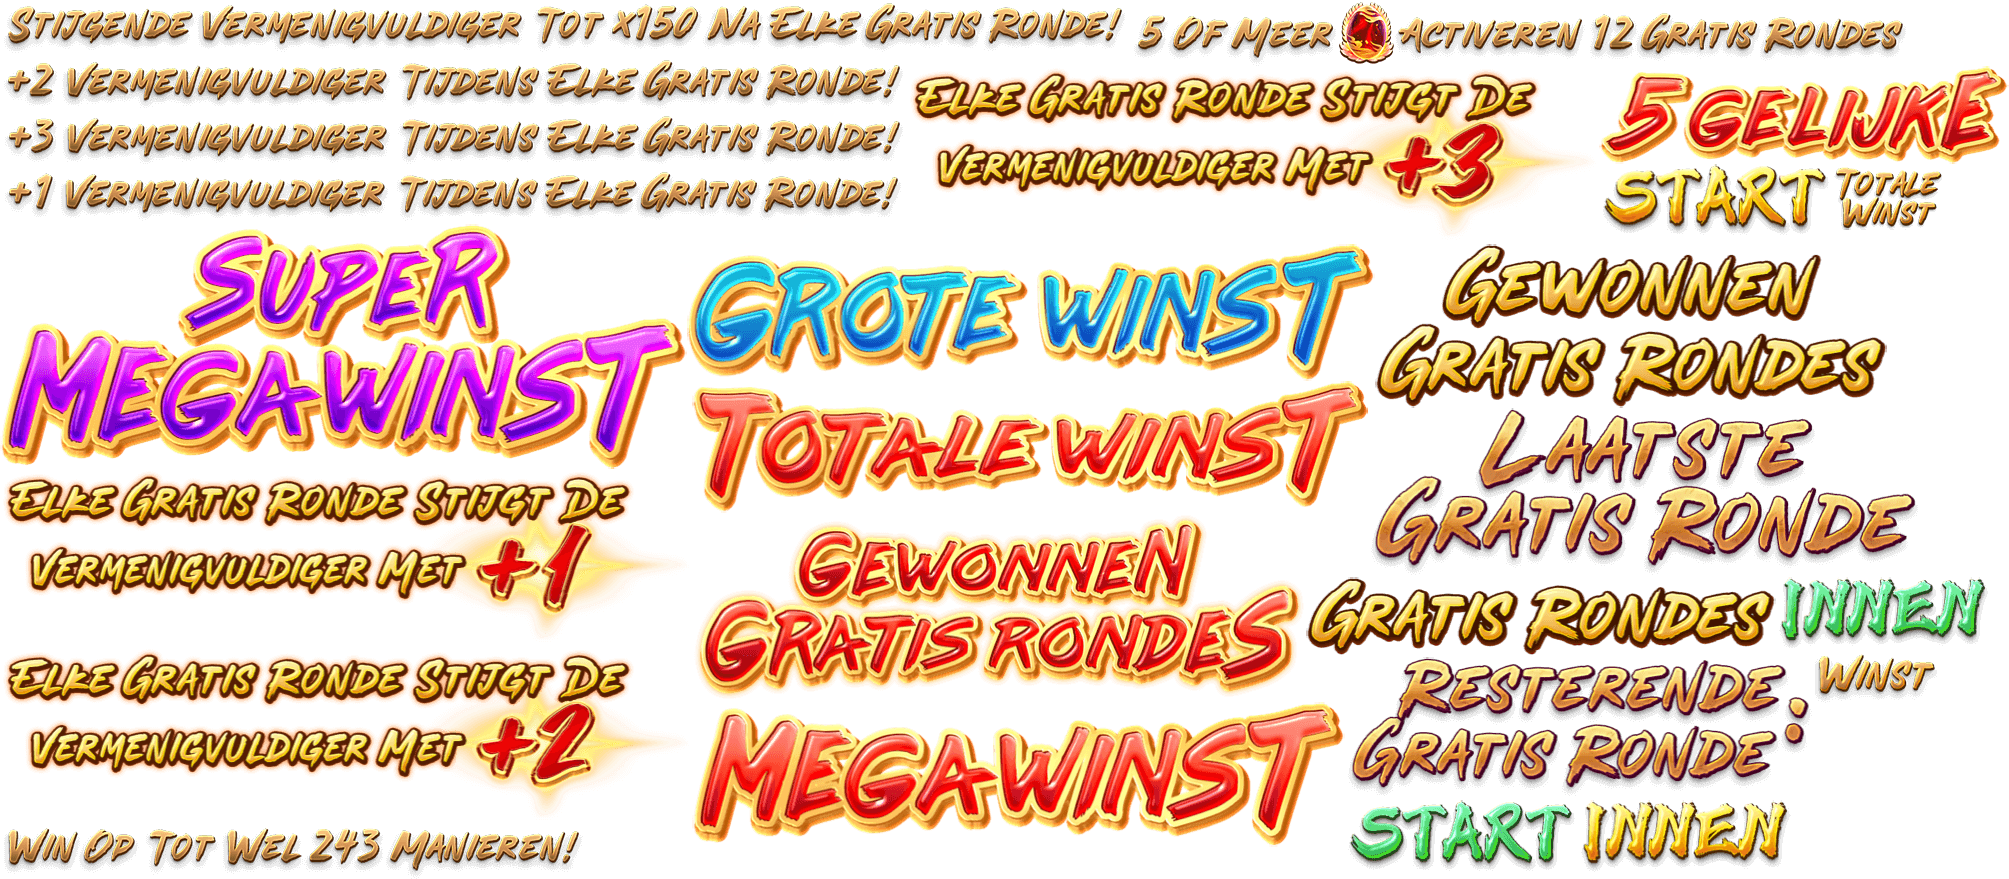 Stijgende Vermenigvuldiger Tot x150 Na Elke Gratis Ronde!
5 Of Meer Activeren 12 Gratis Rondes
+2 Vermenigvuldiger Tijdens Elke Gratis Ronde!
+3 Vermenigvuldiger Tijdens Elke Gratis Ronde!
+1 Vermenigvuldiger Tijdens Elke Gratis Ronde!
Elke Gratis Ronde Stijgt De
Vermenigvuldiger Met +3
5 GELIJKE
START
Totale
Winst
Super
Megawinst
Grote Winst
Totale Winst
Gewonnen
Gratis Rondes
Laatste
Gratis Ronde
Elke Gratis Ronde Stijgt De
Vermenigvuldiger Met +1
Gewonnen
Gratis Rondes
Gratis Rondes
INNEN
Elke Gratis Ronde Stijgt De
Vermenigvuldiger Met +2
Megawinst
Resterende
Gratis Ronde :
Winst
START
INNEN
Win Op Tot Wel 243 Manieren!